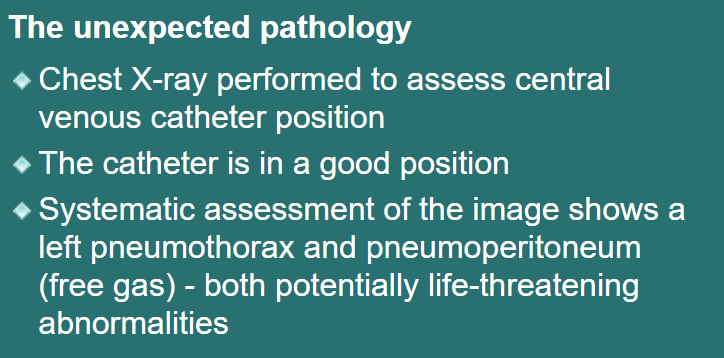 The unexpected pathology
Chest X-ray performed to assess central
venous catheter position
The catheter is in a good position
Systematic assessment of the image shows a
left pneumothorax and pneumoperitoneum
(free gas) - both potentially life-threatening
abnormalities